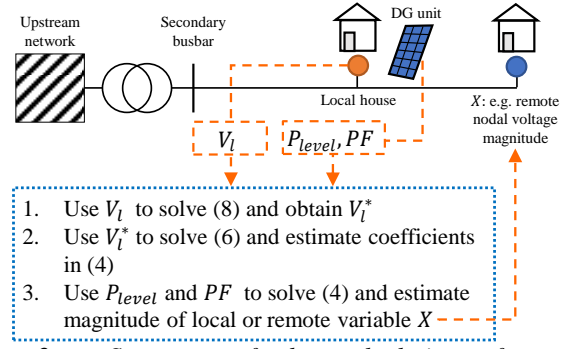 Upstream
network
Secondary
busbar
DG unit
Local house
X: e.g. remote
nodal voltage
magnitude
V_l
P_level, PF
1. Use V_l to solve (8) and obtain V_l^*
2. Use V_l^* to solve (6) and estimate coefficients
in (4)
3. Use P_level and PF to solve (4) and estimate
magnitude of local or remote variable X